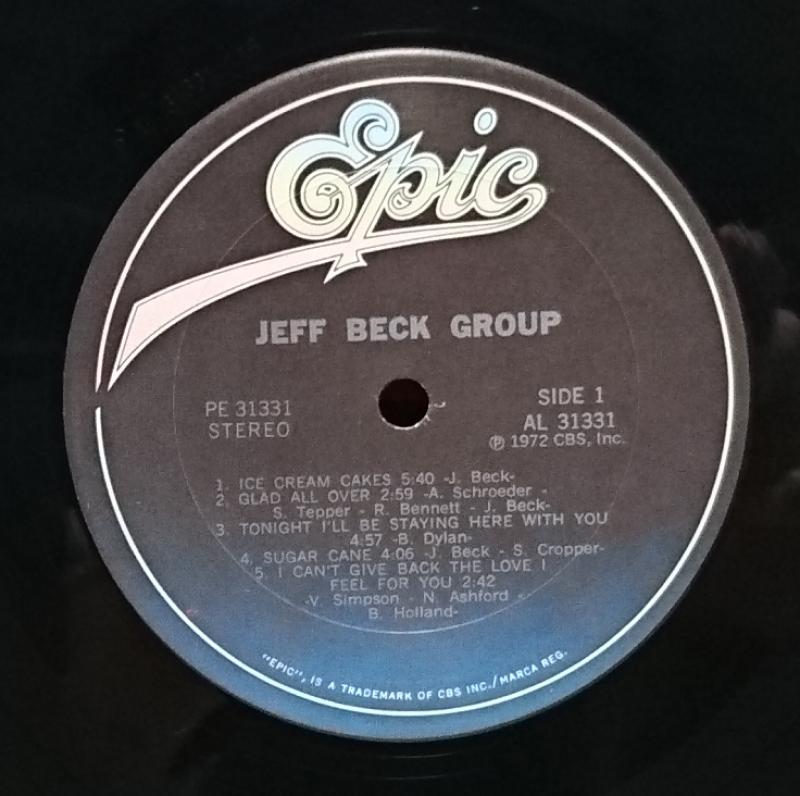 Epic
JEFF BECK GROUP
PE 31331
STEREO
SIDE 1
AL 31331
℗ 1972 CBS, Inc.
1. ICE CREAM CAKES 5:40 -J. Beck-
2. GLAD ALL OVER 2:59 -A. Schroeder -
S. Tepper - R. Bennett - J. Beck-
3. TONIGHT I'LL BE STAYING HERE WITH YOU
4:57 -B. Dylan-
4. SUGAR CANE 4:06 -J. Beck - S. Cropper-
5. I CAN'T GIVE BACK THE LOVE I
FEEL FOR YOU 2:42
-V. Simpson - N. Ashford -
B. Holland-
"EPIC", IS A TRADEMARK OF CBS INC./MARCA REG.